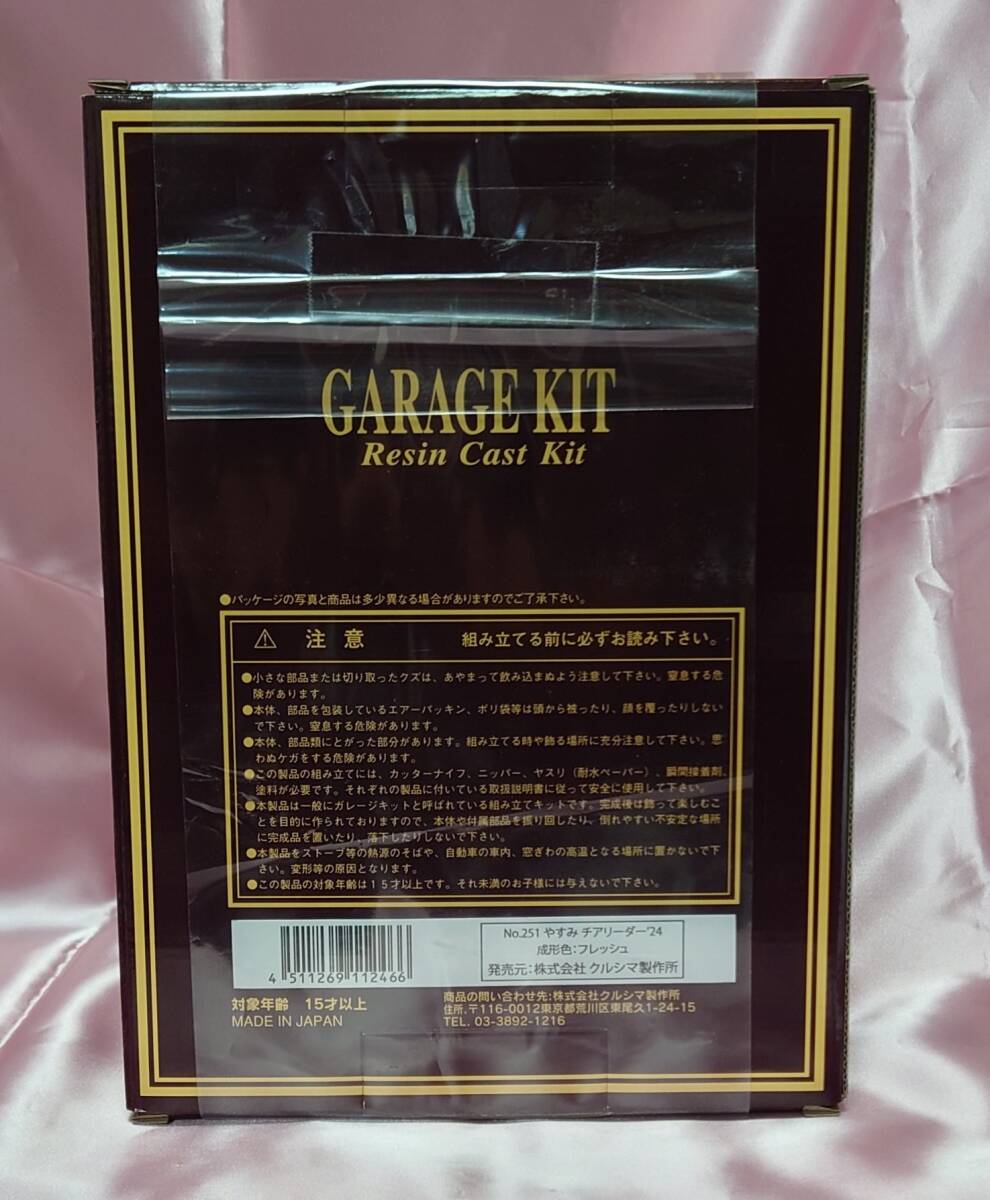 GARAGE KIT
Resin Cast Kit
●パッケージの写真と商品は多少異なる場合がありますのでご了承下さい。
⚠ 注 意 組み立てる前に必ずお読み下さい。
●小さな部品または切り取ったクズは、あやまって飲み込まぬよう注意して下さい。窒息する危
険があります。
●本体、部品を包装しているエアーパッキン、ポリ袋等は頭から被ったり、顔を覆ったりしない
で下さい。窒息する危険があります。
●本体、部品類にとがった部分があります。組み立てる時や飾る場所に充分注意して下さい。思
わぬケガをする危険があります。
●この製品の組み立てには、カッターナイフ、ニッパー、ヤスリ（耐水ペーパー）、瞬間接着剤、
塗料が必要です。それぞれの製品に付いている取扱説明書に従って安全に使用して下さい。
●本製品は一般にガレージキットと呼ばれている組み立てキットです。完成後は飾って楽しむこ
とを目的に作られておりますので、本体や付属部品を振り回したり、倒れやすい不安定な場所
に完成品を置いたり、落下したりしないで下さい。
●本製品をストーブ等の熱源のそばや、自動車の車内、窓ぎわの高温となる場所に置かないで下
さい。変形等の原因となります。
●この製品の対象年齢は１５才以上です。それ未満のお子様には与えないで下さい。
4 511269 112466
No.251 やすみ チアリーダー'24
成形色：フレッシュ
発売元：株式会社 クルシマ製作所
対象年齢 15才以上
MADE IN JAPAN
商品の問い合わせ先：株式会社クルシマ製作所
住所.〒116-0012東京都荒川区東尾久1-24-15
TEL. 03-3892-1216